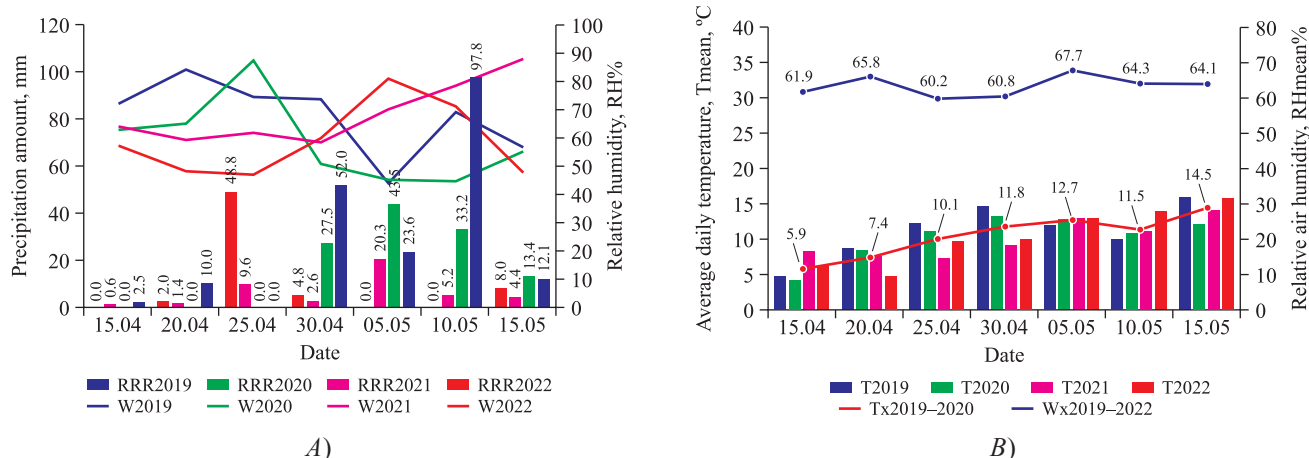 Precipitation amount, mm
120
100
80
60
40
20
0
0.0 0.6 0.0 2.5
2.0 1.4 0.0 10.0
48.8 9.6 0.0 0.0
4.8 2.6 27.5 52.0
0.0 20.3 43.5 23.6
0.0 5.2 33.2 97.8
8.0 4.4 13.4 12.1
100
90
80
70
60
50
40
30
20
10
0
Relative humidity, RH%
15.04 20.04 25.04 30.04 05.05 10.05 15.05
Date
RRR2019 RRR2020 RRR2021 RRR2022
W2019 W2020 W2021 W2022
A)
Average daily temperature, Tmean, ºC
40
35
30
25
20
15
10
5
0
61.9 65.8 60.2 60.8 67.7 64.3 64.1
5.9 7.4 10.1 11.8 12.7 11.5 14.5
80
70
60
50
40
30
20
10
0
Relative air humidity, RHmean%
15.04 20.04 25.04 30.04 05.05 10.05 15.05
Date
T2019 T2020 T2021 T2022
Tx2019–2020 Wx2019–2022
B)